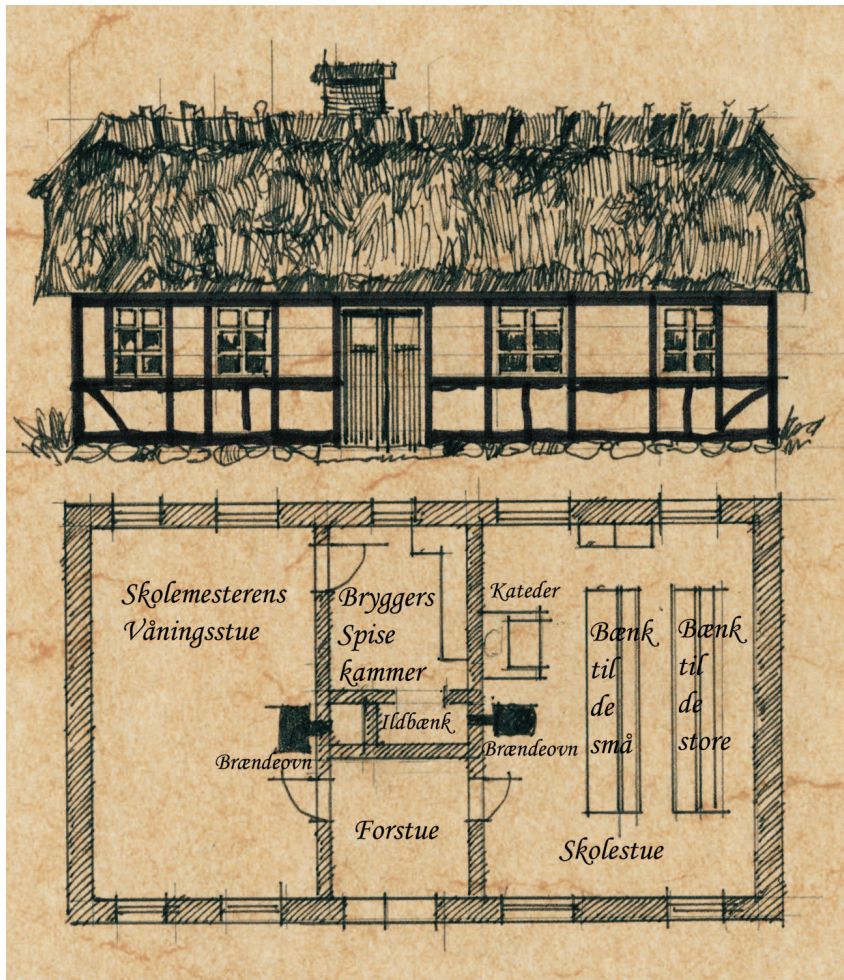 Skolemesterens
Våningsstue
Bryggers
Spise
kammer
Kateder
Bænk
til
de
små
Bænk
til
de
store
Ildbænk
Brændeovn
Brændeovn
Forstue
Skolestue